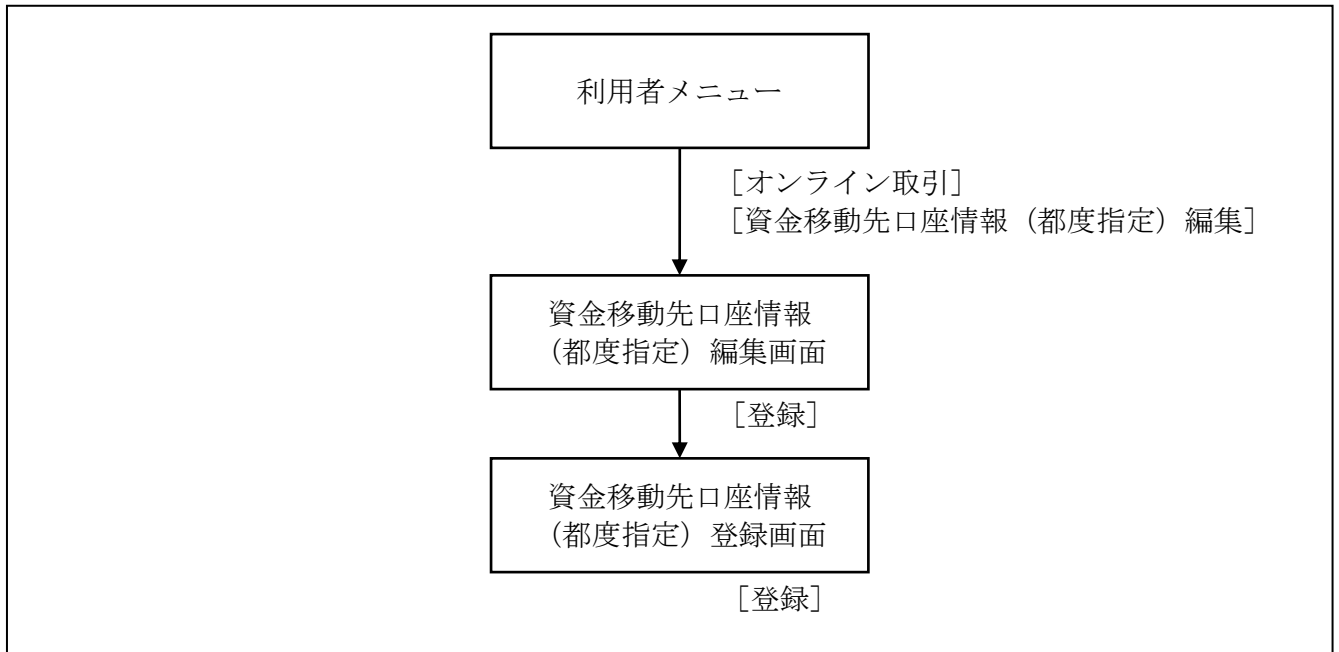 利用者メニュー
［オンライン取引］
［資金移動先口座情報（都度指定）編集］
資金移動先口座情報
（都度指定）編集画面
［登録］
資金移動先口座情報
（都度指定）登録画面
［登録］